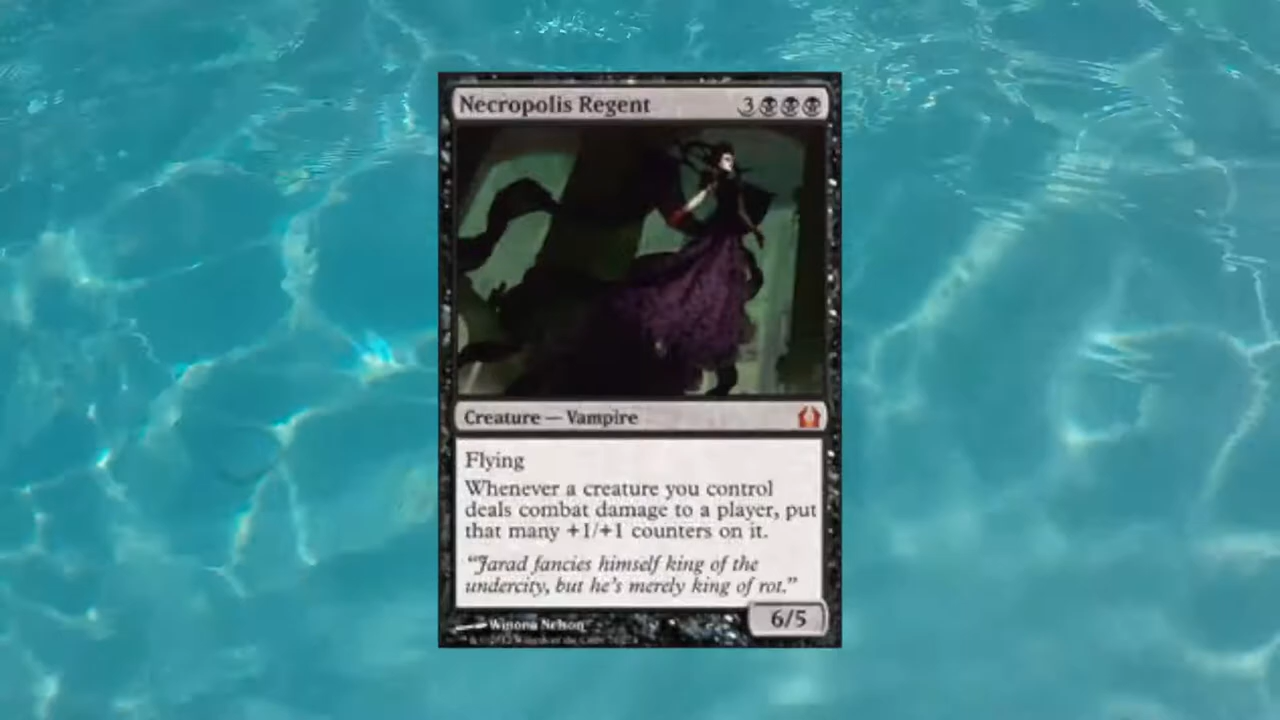 Necropolis Regent 3
Creature — Vampire
Flying
Whenever a creature you control
deals combat damage to a player, put
that many +1/+1 counters on it.
“Jarad fancies himself king of the
undercity, but he’s merely king of rot.”
6/5
Winona Nelson